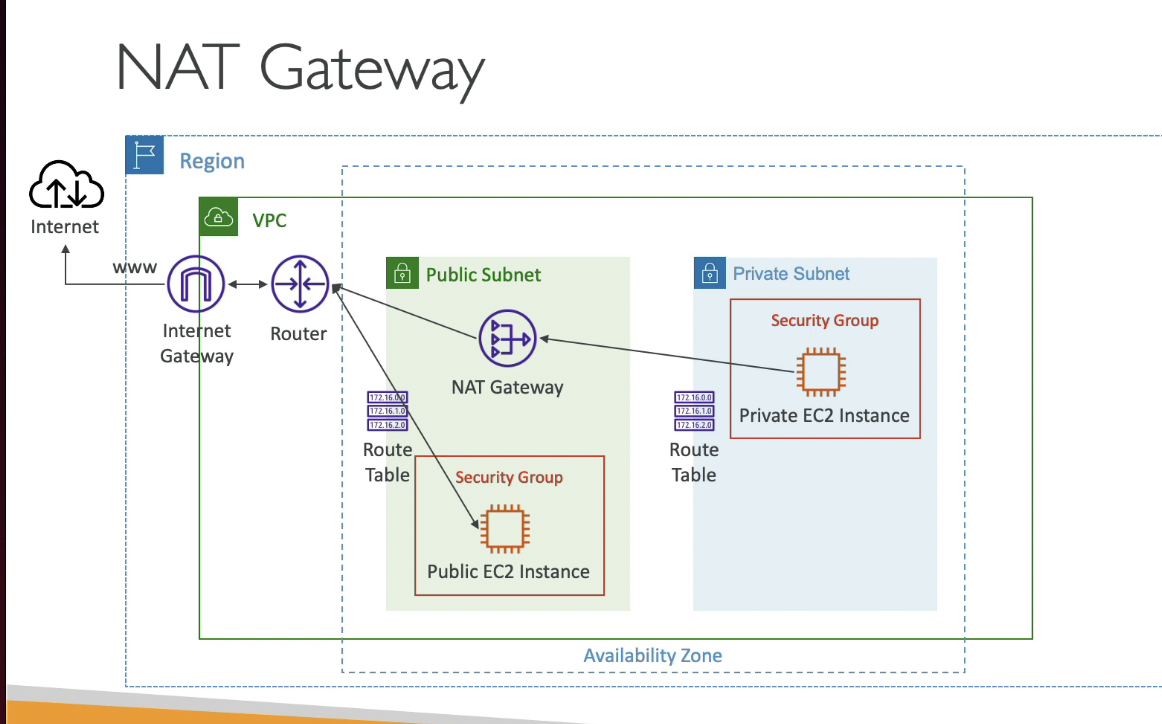 NAT Gateway
Region
Internet
VPC
WWW
Internet
Gateway
Router
Public Subnet
NAT Gateway
172.16.0.0
172.16.1.0
172.16.2.0
Route
Table
Security Group
Public EC2 Instance
Private Subnet
Security Group
Private EC2 Instance
172.16.0.0
172.16.1.0
172.16.2.0
Route
Table
Availability Zone